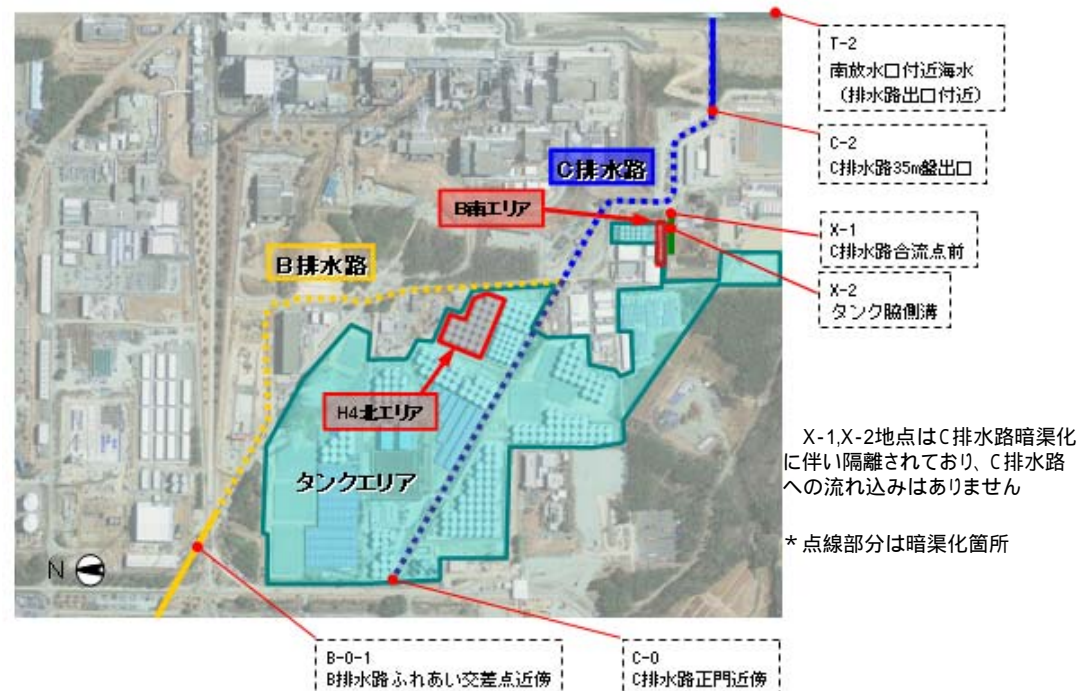 T-2
南放水口付近海水
（排水路出口付近）
C-2
C排水路35m盤出口
C排水路
B南エリア
X-1
C排水路合流点前
B排水路
X-2
タンク脇側溝
H4北エリア
X-1,X-2地点はC排水路暗渠化
に伴い隔離されており、C排水路
への流れ込みはありません
タンクエリア
*点線部分は暗渠化箇所
N
B-0-1
B排水路ふれあい交差点近傍
C-0
C排水路正門近傍